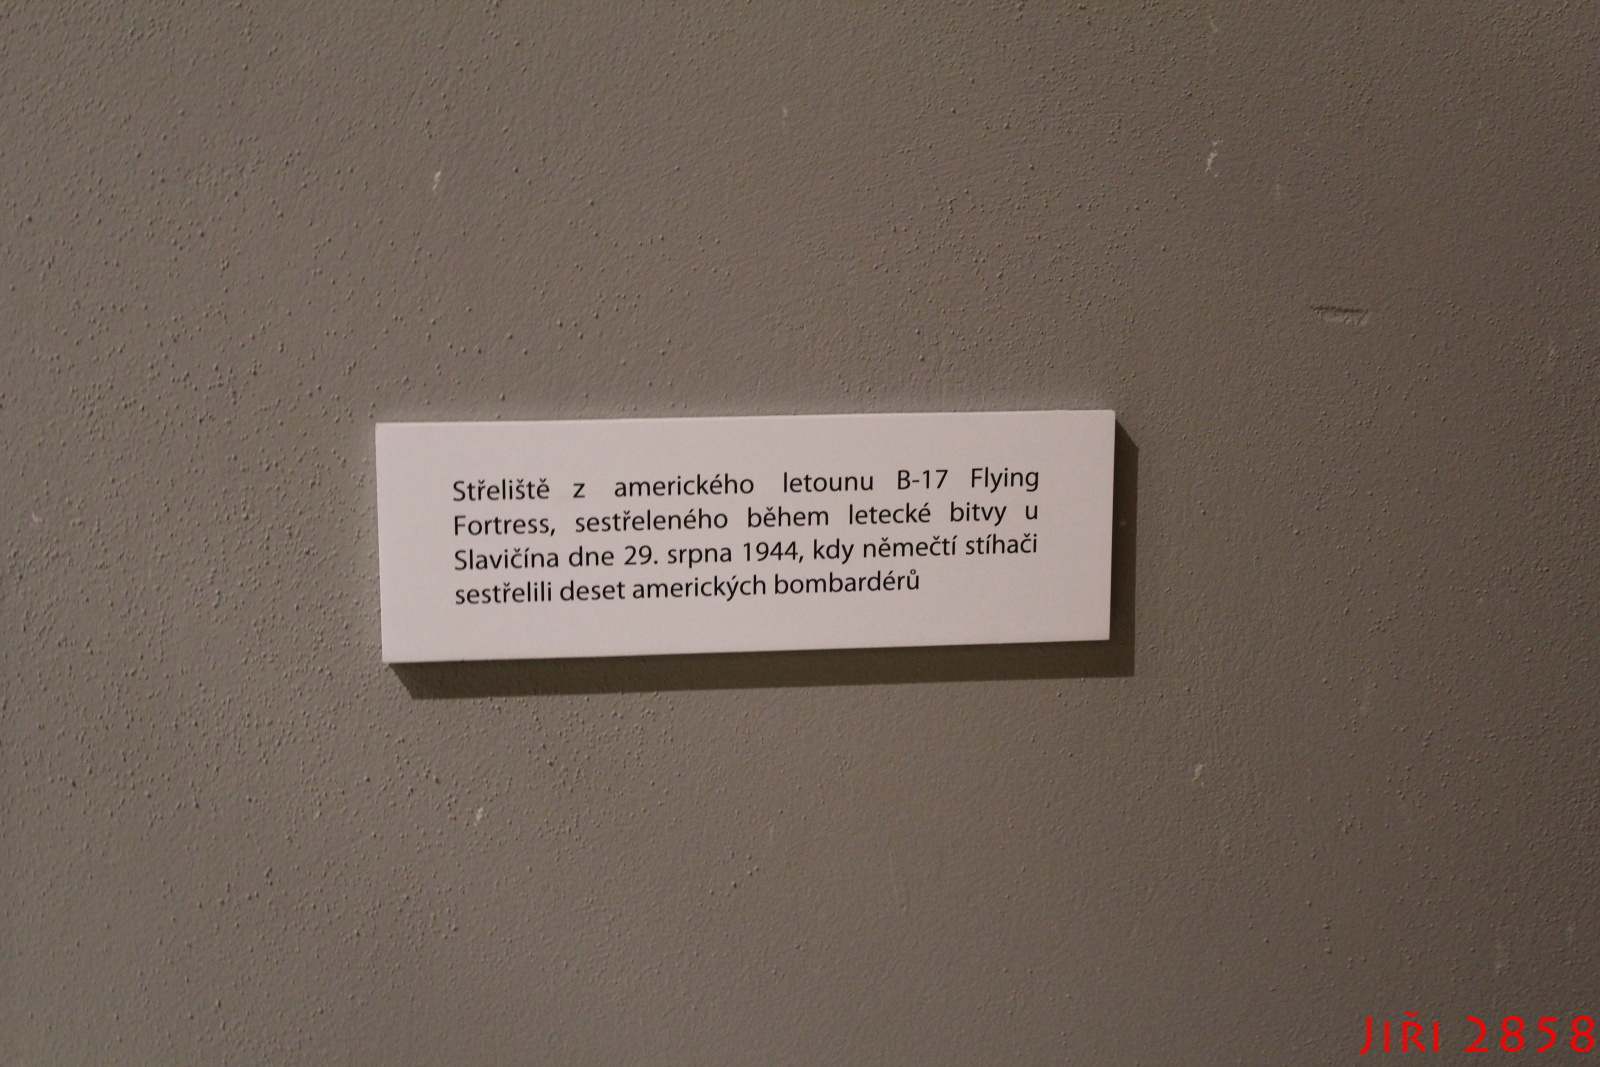 Střeliště z amerického letounu B-17 Flying
Fortress, sestřeleného během letecké bitvy u
Slavičína dne 29. srpna 1944, kdy němečtí stíhači
sestřelili deset amerických bombardérů
JIŘI 2858